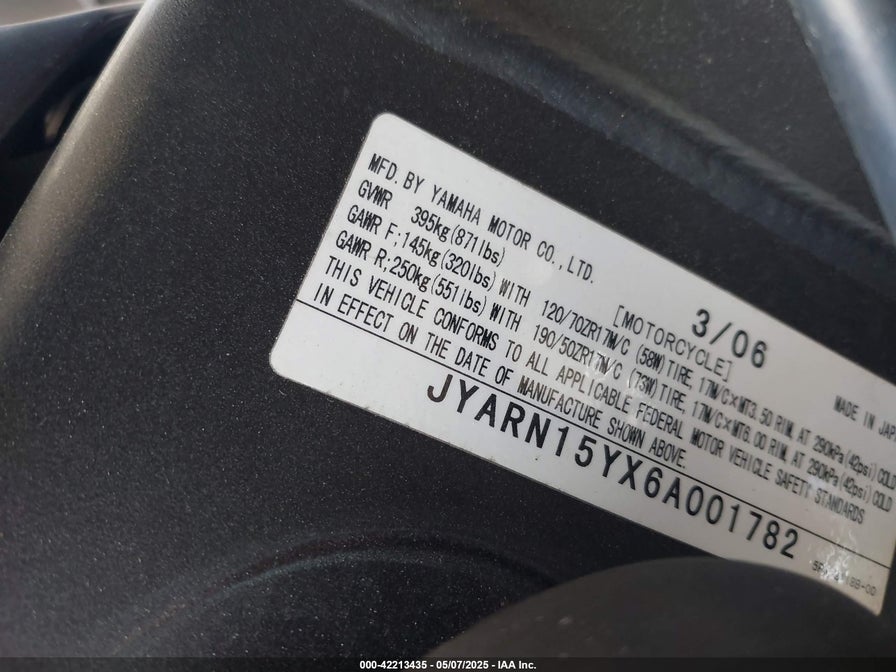 MFD. BY YAMAHA MOTOR CO., LTD.
3/06
MADE IN JAP
GVWR 395kg(871lbs) [MOTORCYCLE]
GAWR F;145kg(320lbs) WITH 120/70ZR17M/C (58W) TIRE, 17M/C×MT3.50 RIM, AT 290kPa(42psi) COLD
GAWR R;250kg(551lbs) WITH 190/50ZR17M/C (73W) TIRE, 17M/C×MT6.00 RIM, AT 290kPa(42psi) COLD
THIS VEHICLE CONFORMS TO ALL APPLICABLE FEDERAL MOTOR VEHICLE SAFETY STANDARDS
IN EFFECT ON THE DATE OF MANUFACTURE SHOWN ABOVE.
JYARN15YX6A001782
000-42213435 - 05/07/2025 - IAA Inc.